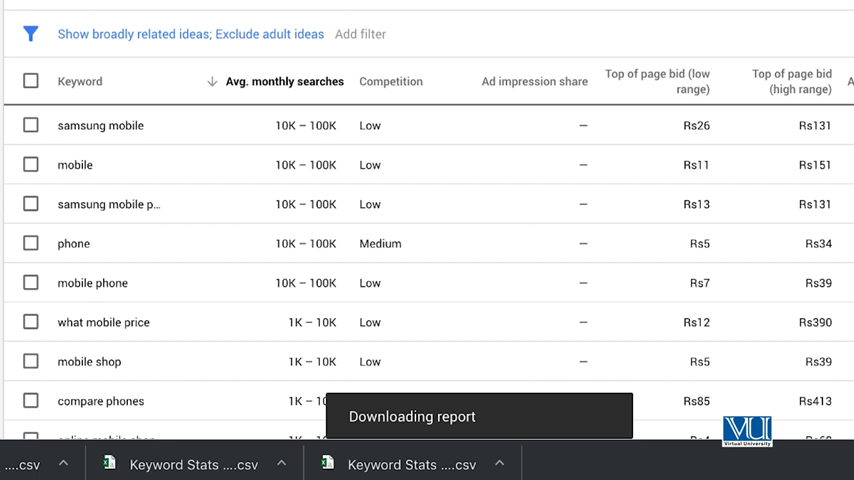 Show broadly related ideas; Exclude adult ideas Add filter
Keyword Avg. monthly searches Competition Ad impression share Top of page bid (low range) Top of page bid (high range) A
samsung mobile 10K – 100K Low – Rs26 Rs131
mobile 10K – 100K Low – Rs11 Rs151
samsung mobile p... 10K – 100K Low – Rs13 Rs131
phone 10K – 100K Medium – Rs5 Rs34
mobile phone 10K – 100K Low – Rs7 Rs39
what mobile price 1K – 10K Low – Rs12 Rs390
mobile shop 1K – 10K Low – Rs5 Rs39
compare phones 1K – 10 Rs85 Rs413
Downloading report
VU
Virtual University
....csv Keyword Stats ....csv Keyword Stats ....csv